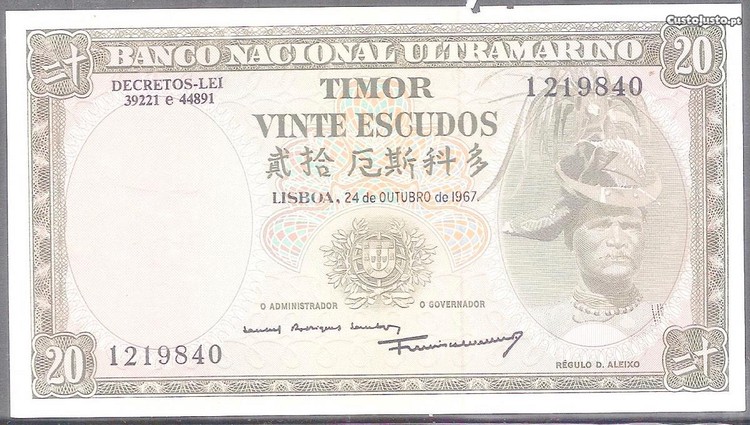 CustoJusto.pt
BANCO NACIONAL ULTRAMARINO
20
二十
DECRETOS-LEI
39221 e 44891
TIMOR
1219840
VINTE ESCUDOS
貳拾厄斯科多
LISBOA, 24 de OUTUBRO de 1967.
O ADMINISTRADOR
O GOVERNADOR
20
1219840
RÉGULO D. ALEIXO
二十